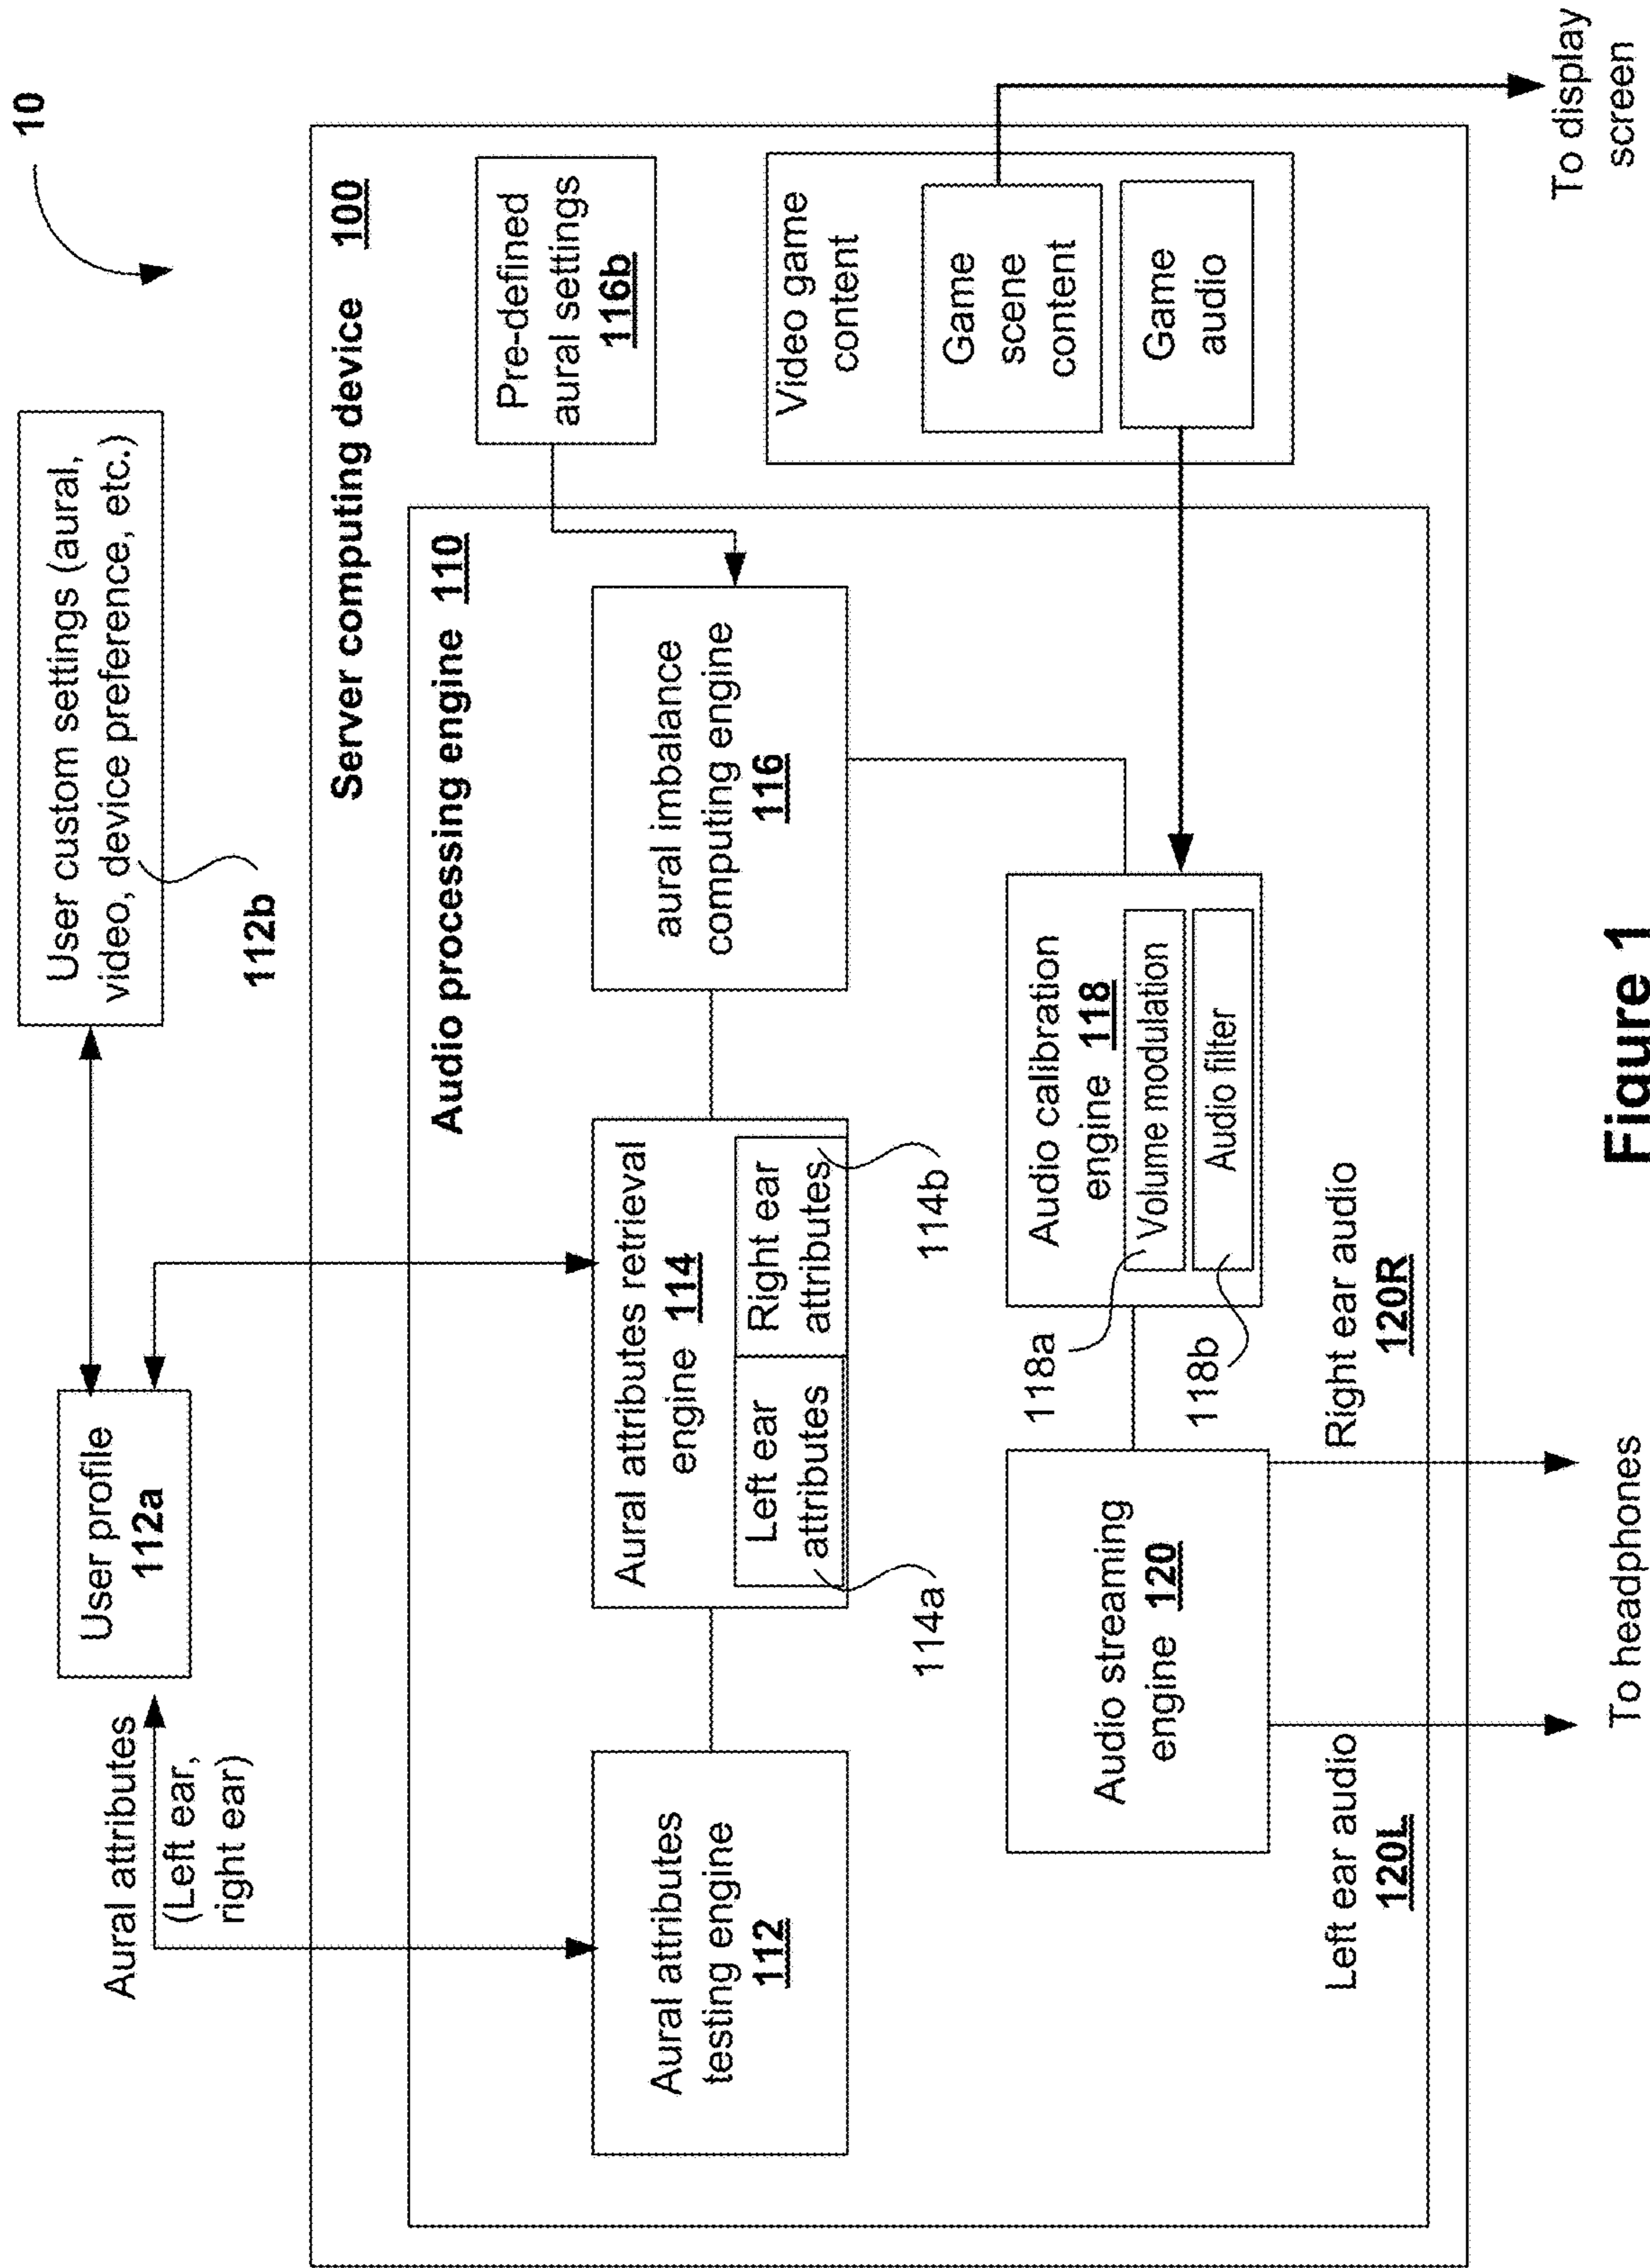 10
User custom settings (aural,
video, device preference, etc.)
112b
User profile
112a
Aural attributes
(Left ear,
right ear)
Server computing device 100
Audio processing engine 110
Pre-defined
aural settings
116b
Aural attributes
testing engine
112
Aural attributes retrieval
engine 114
Left ear
attributes
Right ear
attributes
114a
114b
aural imbalance
computing engine
116
Video game
content
Game
scene
content
Game
audio
Audio streaming
engine 120
Audio calibration
engine 118
Volume modulation
Audio filter
118a
118b
Left ear audio
120L
Right ear audio
120R
To headphones
To display
screen
Figure 1